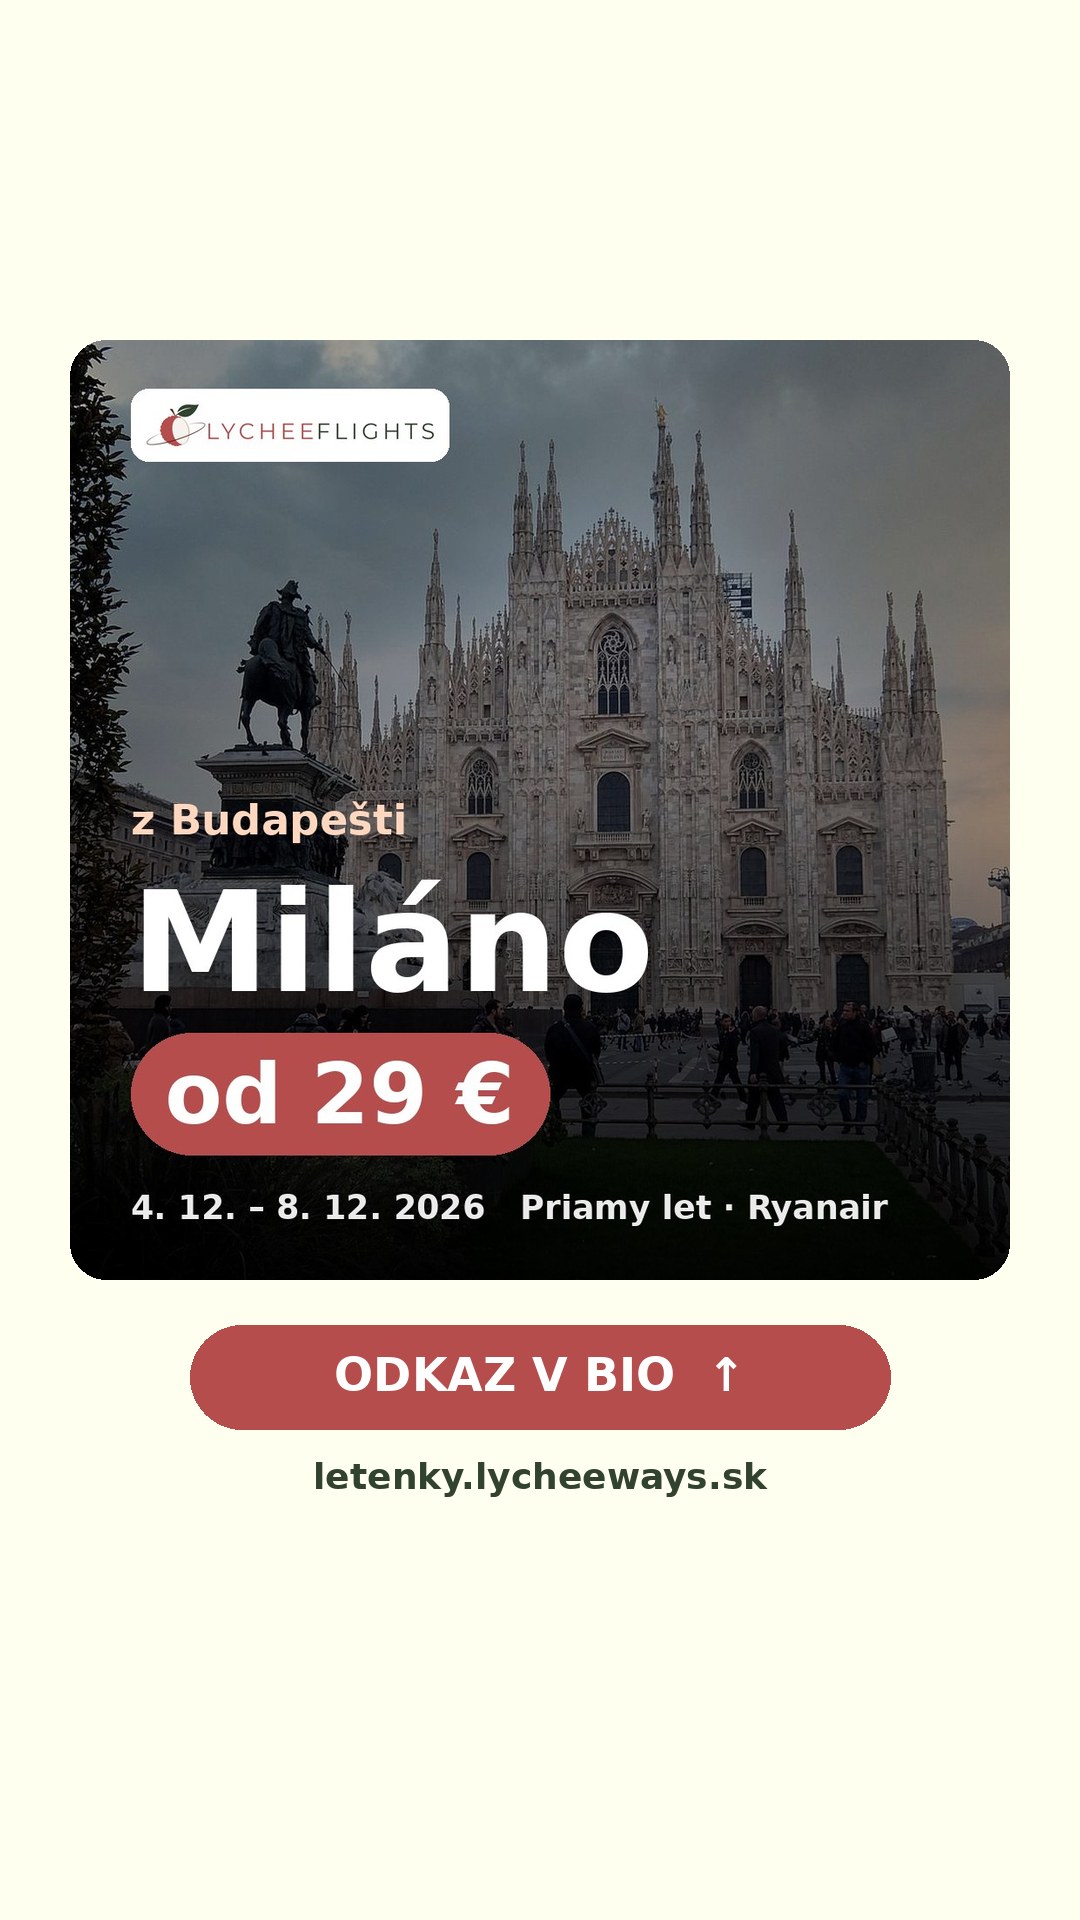 LYCHEEFLIGHTS
z Budapešti
Miláno
od 29 €
4. 12. – 8. 12. 2026 Priamy let · Ryanair
ODKAZ V BIO ↑
letenky.lycheeways.sk